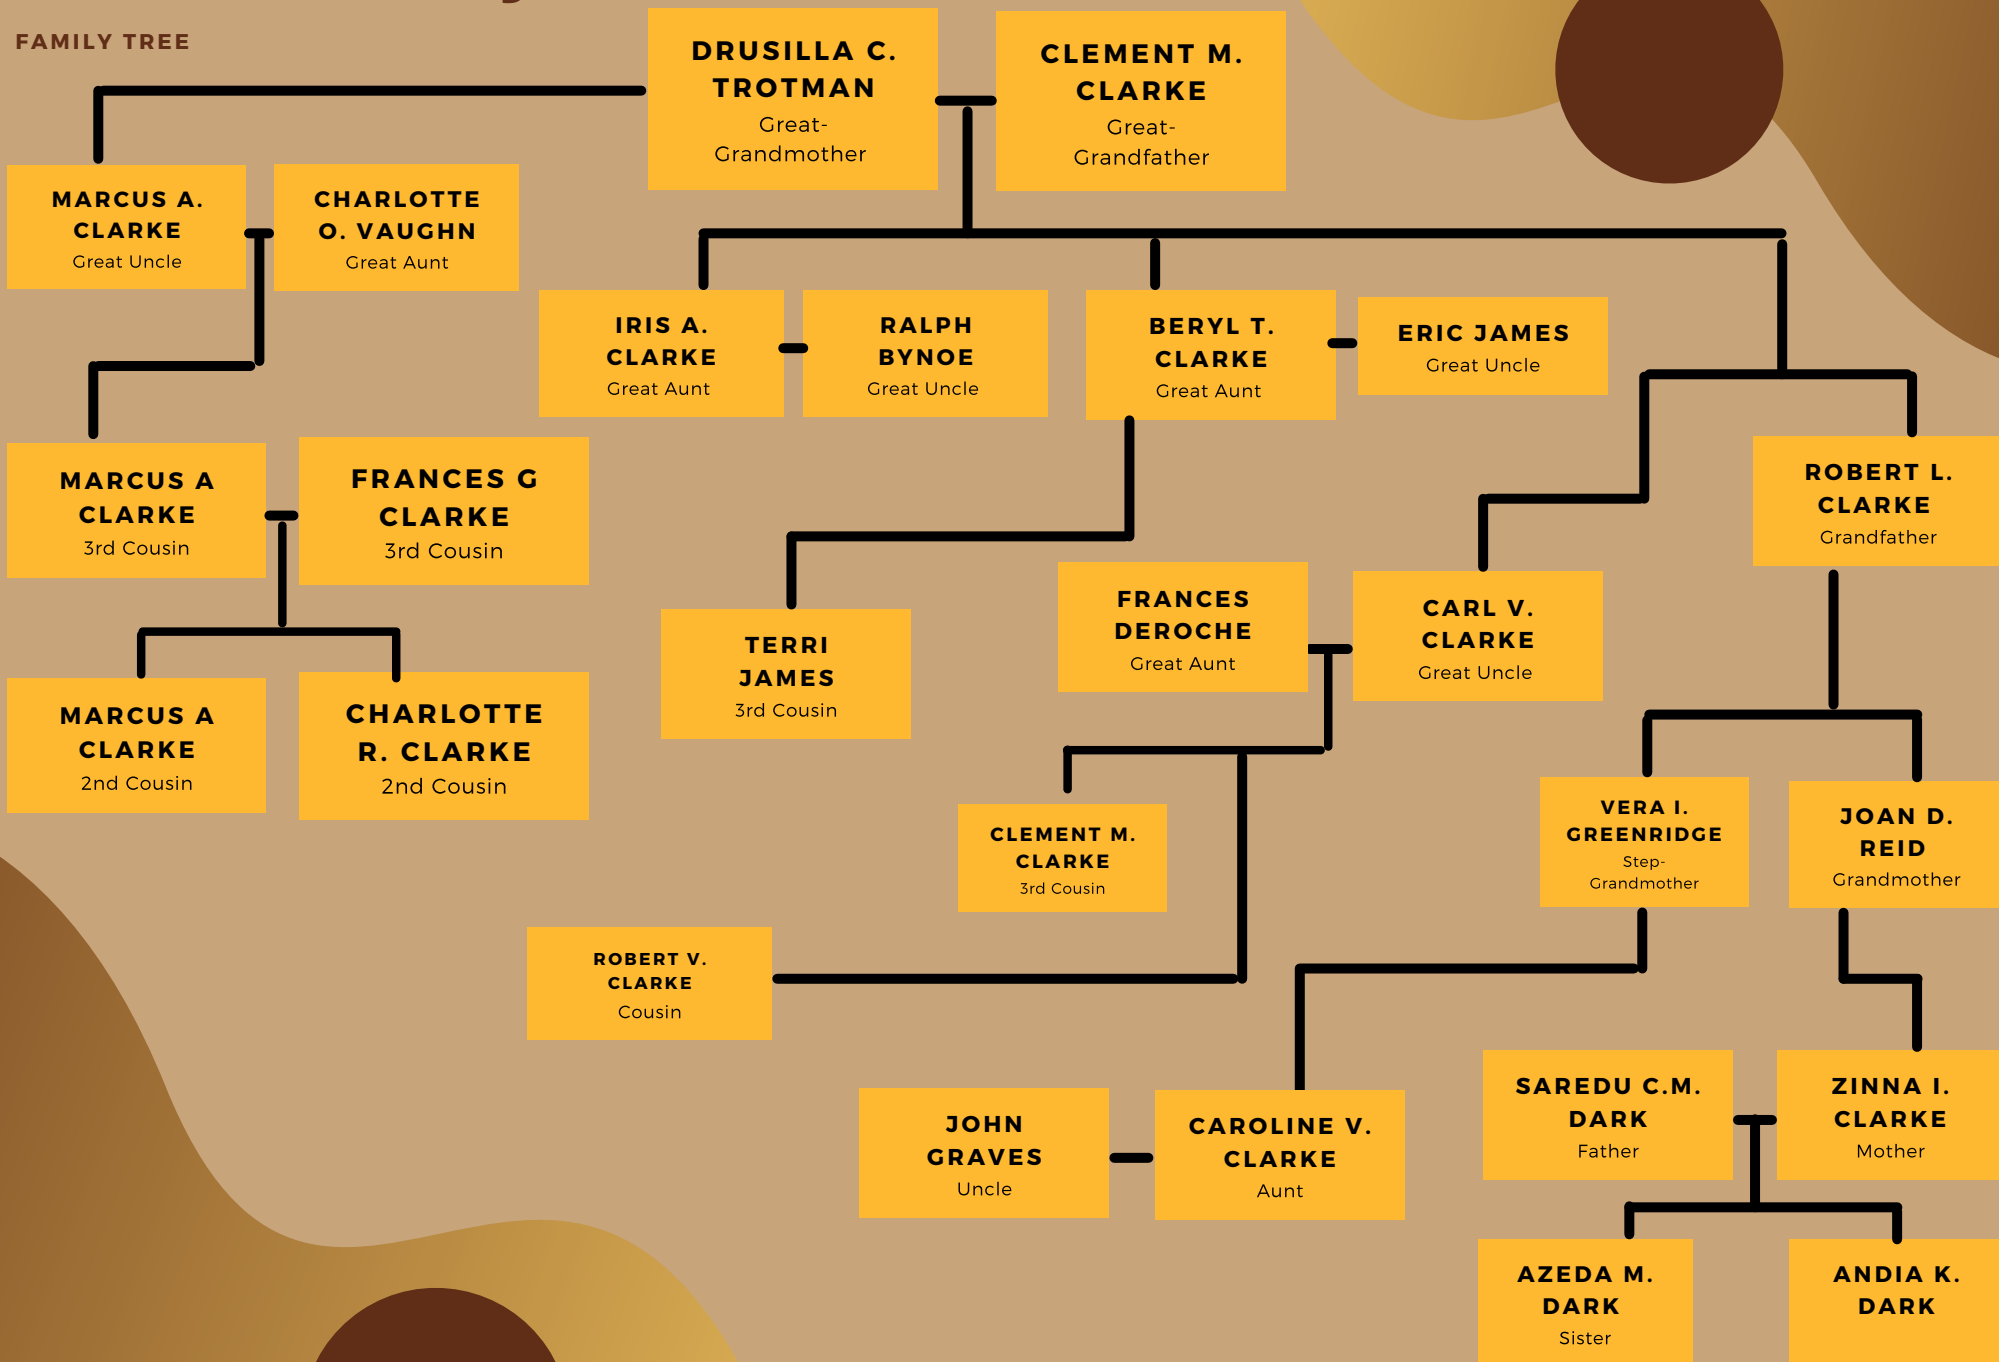 FAMILY TREE
DRUSILLA C.
TROTMAN
Great-
Grandmother
CLEMENT M.
CLARKE
Great-
Grandfather
MARCUS A.
CLARKE
Great Uncle
CHARLOTTE
O. VAUGHN
Great Aunt
IRIS A.
CLARKE
Great Aunt
RALPH
BYNOE
Great Uncle
BERYL T.
CLARKE
Great Aunt
ERIC JAMES
Great Uncle
MARCUS A
CLARKE
3rd Cousin
FRANCES G
CLARKE
3rd Cousin
ROBERT L.
CLARKE
Grandfather
TERRI
JAMES
3rd Cousin
FRANCES
DEROCHE
Great Aunt
CARL V.
CLARKE
Great Uncle
MARCUS A
CLARKE
2nd Cousin
CHARLOTTE
R. CLARKE
2nd Cousin
CLEMENT M.
CLARKE
3rd Cousin
VERA I.
GREENRIDGE
Step-
Grandmother
JOAN D.
REID
Grandmother
ROBERT V.
CLARKE
Cousin
JOHN
GRAVES
Uncle
CAROLINE V.
CLARKE
Aunt
SAREDU C.M.
DARK
Father
ZINNA I.
CLARKE
Mother
AZEDA M.
DARK
Sister
ANDIA K.
DARK